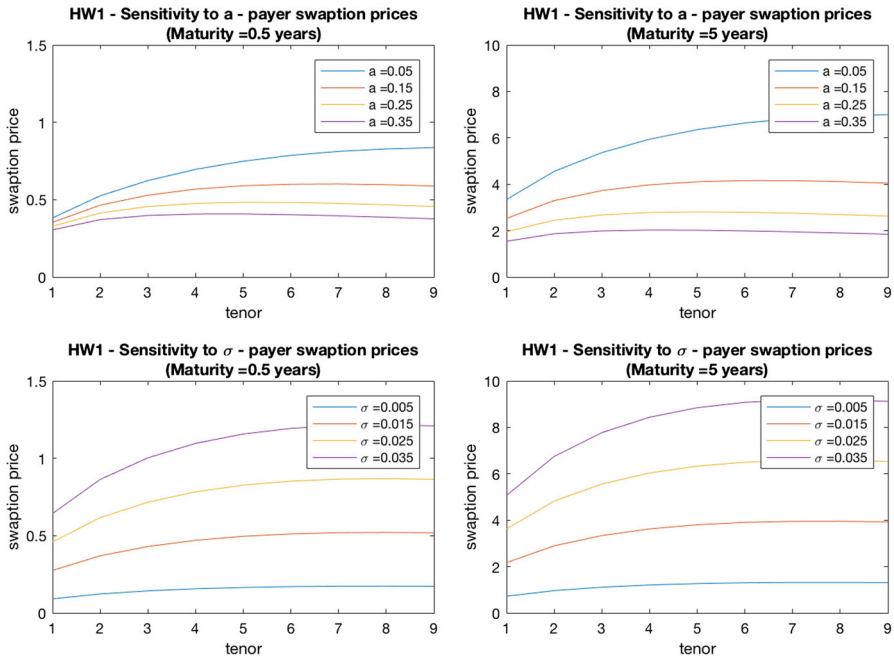 HW1 - Sensitivity to a - payer swaption prices
(Maturity =0.5 years)
1.5
1
0.5
0
swaption price
a =0.05
a =0.15
a =0.25
a =0.35
1 2 3 4 5 6 7 8 9
tenor
HW1 - Sensitivity to a - payer swaption prices
(Maturity =5 years)
10
8
6
4
2
0
swaption price
a =0.05
a =0.15
a =0.25
a =0.35
1 2 3 4 5 6 7 8 9
tenor
HW1 - Sensitivity to σ - payer swaption prices
(Maturity =0.5 years)
1.5
1
0.5
0
swaption price
σ =0.005
σ =0.015
σ =0.025
σ =0.035
1 2 3 4 5 6 7 8 9
tenor
HW1 - Sensitivity to σ - payer swaption prices
(Maturity =5 years)
10
8
6
4
2
0
swaption price
σ =0.005
σ =0.015
σ =0.025
σ =0.035
1 2 3 4 5 6 7 8 9
tenor